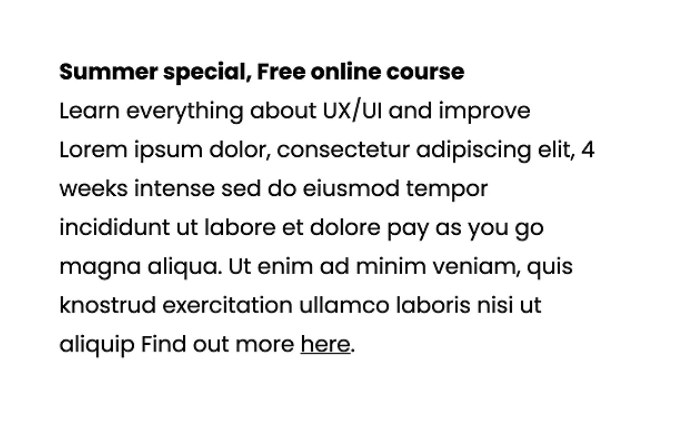 Summer special, Free online course
Learn everything about UX/UI and improve
Lorem ipsum dolor, consectetur adipiscing elit, 4
weeks intense sed do eiusmod tempor
incididunt ut labore et dolore pay as you go
magna aliqua. Ut enim ad minim veniam, quis
knostrud exercitation ullamco laboris nisi ut
aliquip Find out more here.